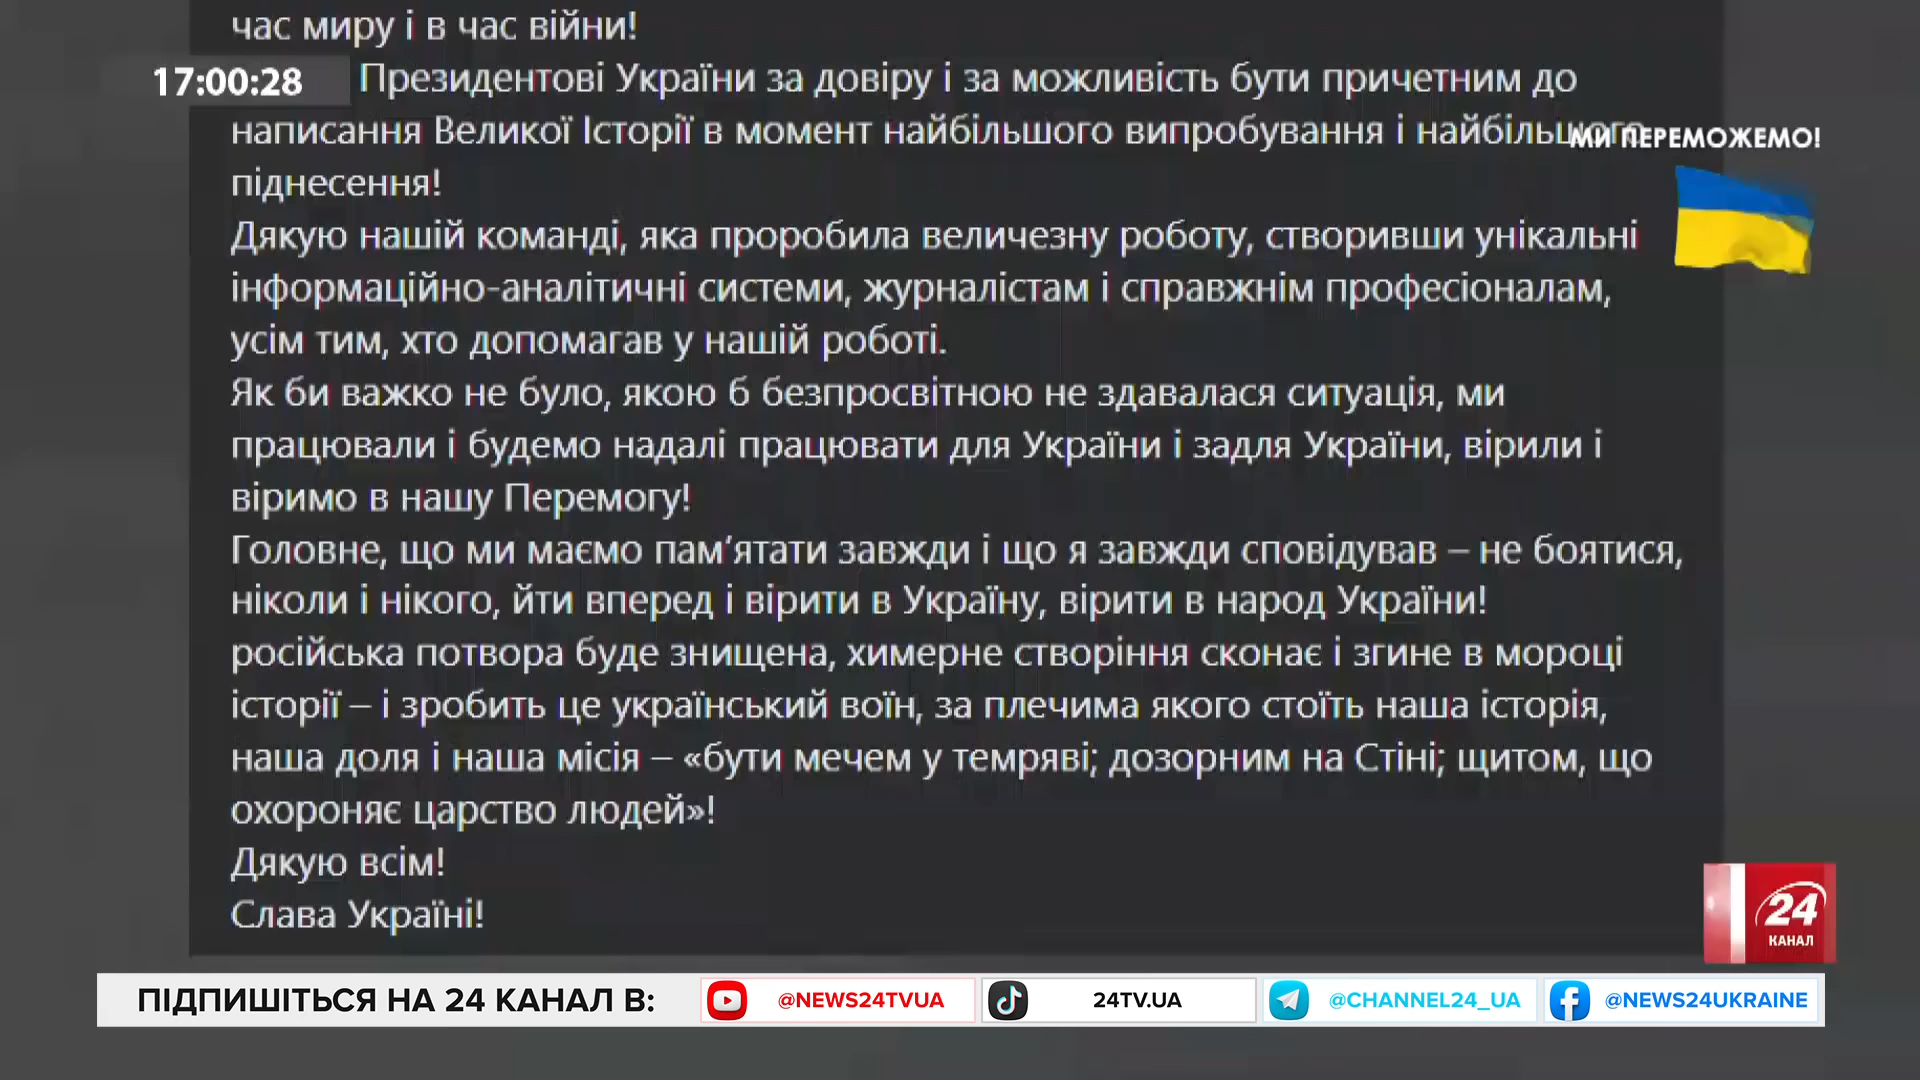 час миру і в час війни!
17:00:28
Президентові України за довіру і за можливість бути причетним до
написання Великої Історії в момент найбільшого випробування і найбільшого
МИ ПЕРЕМОЖЕМО!
піднесення!
Дякую нашій команді, яка проробила величезну роботу, створивши унікальні
інформаційно-аналітичні системи, журналістам і справжнім професіоналам,
усім тим, хто допомагав у нашій роботі.
Як би важко не було, якою б безпросвітною не здавалася ситуація, ми
працювали і будемо надалі працювати для України і задля України, вірили і
віримо в нашу Перемогу!
Головне, що ми маємо пам’ятати завжди і що я завжди сповідував – не боятися,
ніколи і нікого, йти вперед і вірити в Україну, вірити в народ України!
російська потвора буде знищена, химерне створіння сконає і згине в мороці
історії – і зробить це український воїн, за плечима якого стоїть наша історія,
наша доля і наша місія – «бути мечем у темряві; дозорним на Стіні; щитом, що
охороняє царство людей»!
Дякую всім!
Слава Україні!
24
КАНАЛ
ПІДПИШІТЬСЯ НА 24 КАНАЛ В: @NEWS24TVUA 24TV.UA @CHANNEL24_UA @NEWS24UKRAINE